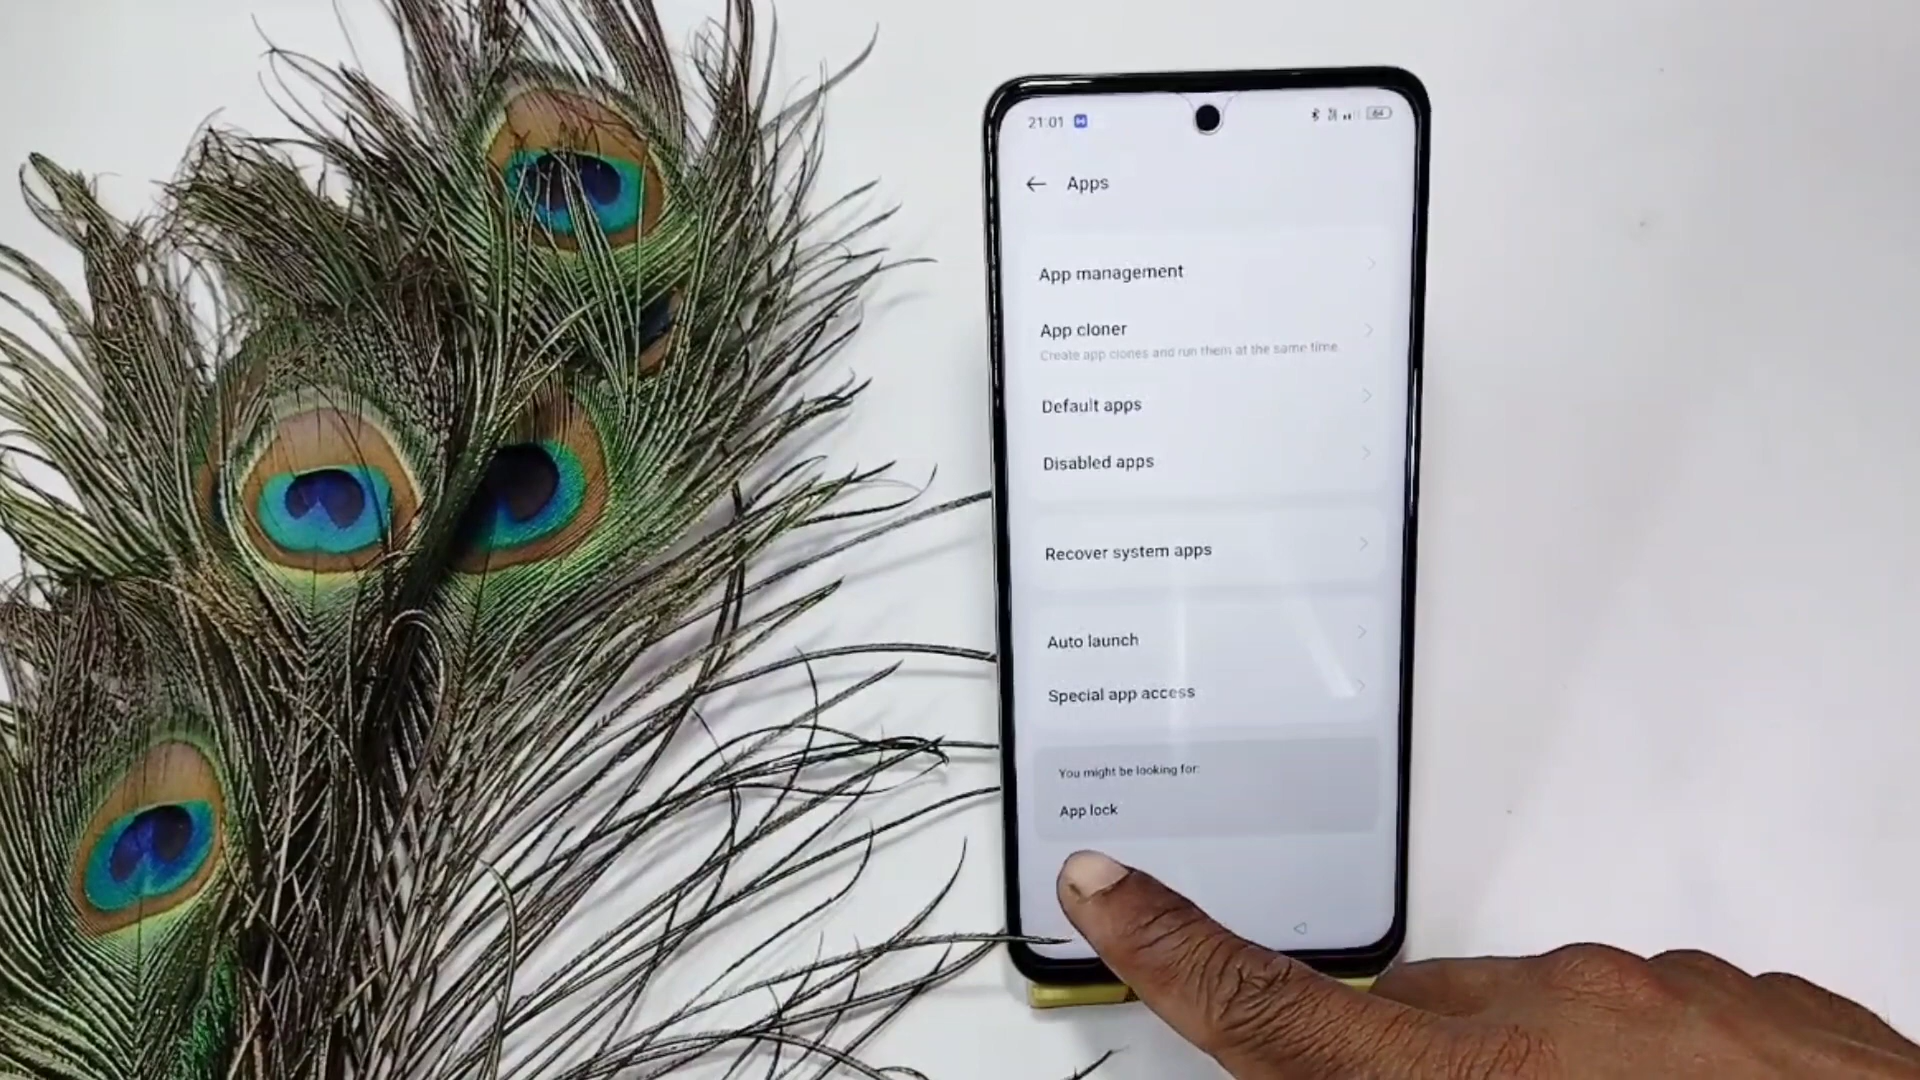 21:01 64
Apps
App management
App cloner
Create app clones and run them at the same time.
Default apps
Disabled apps
Recover system apps
Auto launch
Special app access
You might be looking for:
App lock